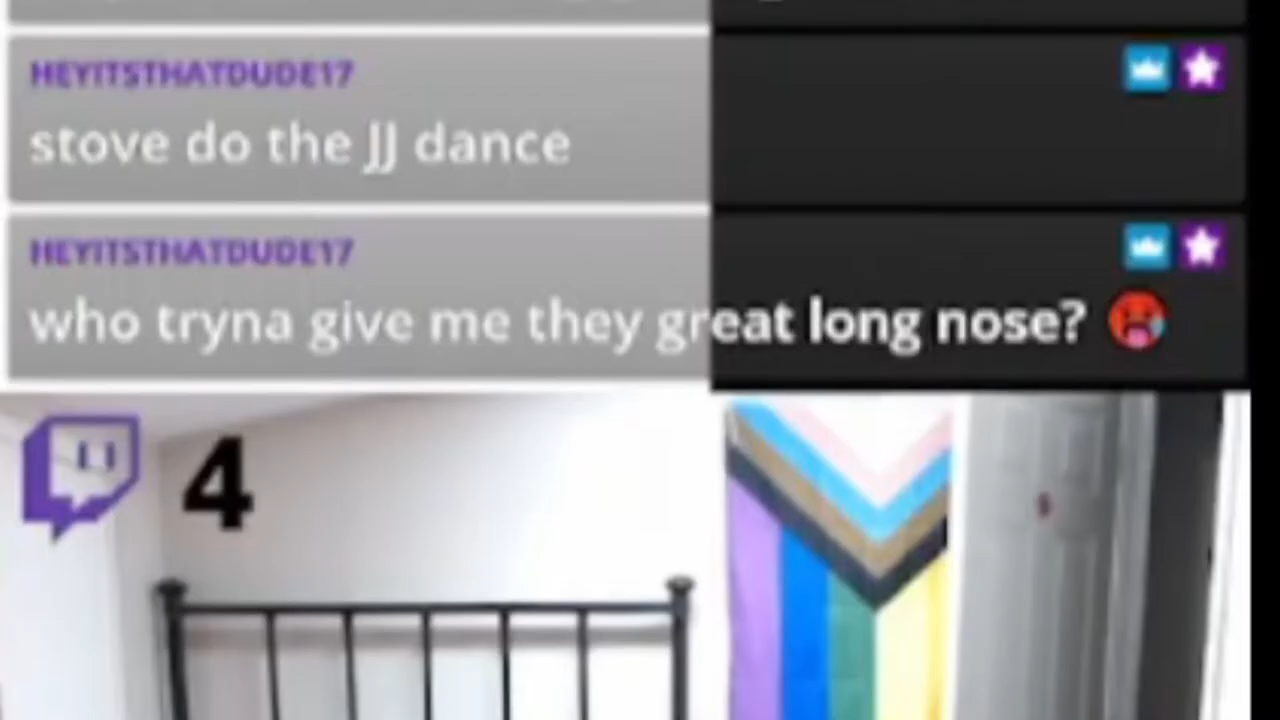 HEYITSTHATDUDE17
stove do the JJ dance
HEYITSTHATDUDE17
who tryna give me they great long nose? 🥵
4